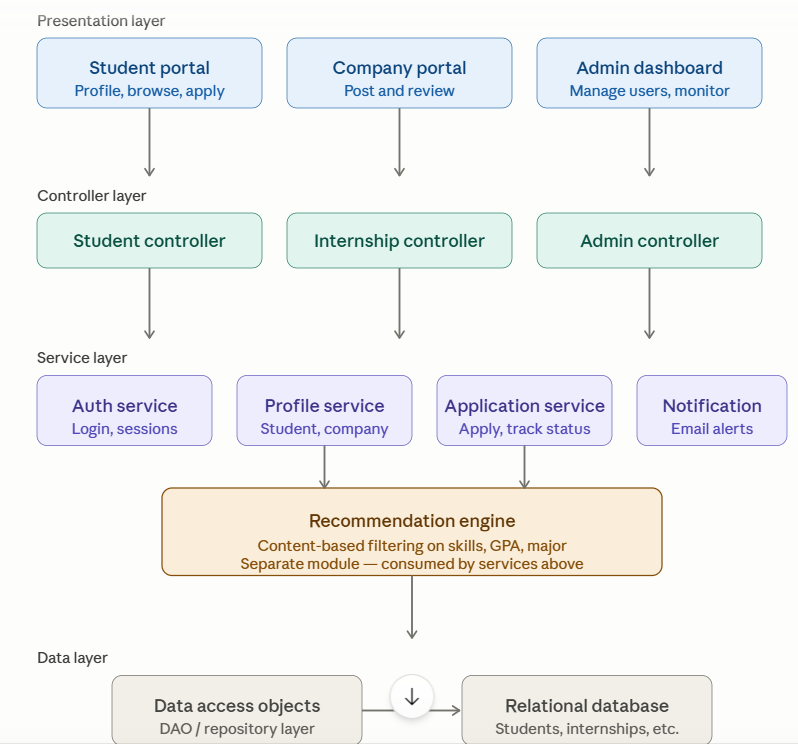 Presentation layer
Student portal
Profile, browse, apply
Company portal
Post and review
Admin dashboard
Manage users, monitor
Controller layer
Student controller
Internship controller
Admin controller
Service layer
Auth service
Login, sessions
Profile service
Student, company
Application service
Apply, track status
Notification
Email alerts
Recommendation engine
Content-based filtering on skills, GPA, major
Separate module — consumed by services above
Data layer
Data access objects
DAO / repository layer
Relational database
Students, internships, etc.